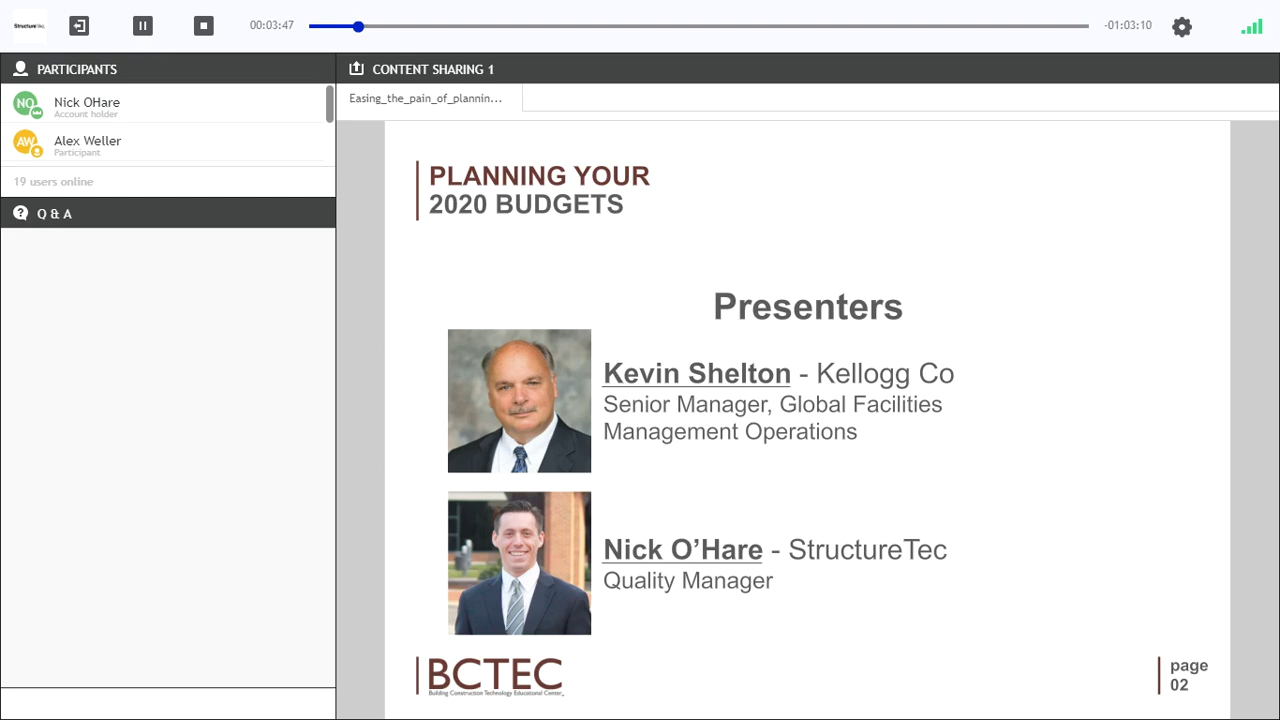 StructureTec
00:03:47
-01:03:10
PARTICIPANTS
NO
Nick OHare
Account holder
AW
Alex Weller
Participant
19 users online
Q & A
CONTENT SHARING 1
Easing_the_pain_of_plannin...
PLANNING YOUR
2020 BUDGETS
Presenters
Kevin Shelton - Kellogg Co
Senior Manager, Global Facilities
Management Operations
Nick O’Hare - StructureTec
Quality Manager
BCTEC
Building Construction Technology Educational Center
page
02